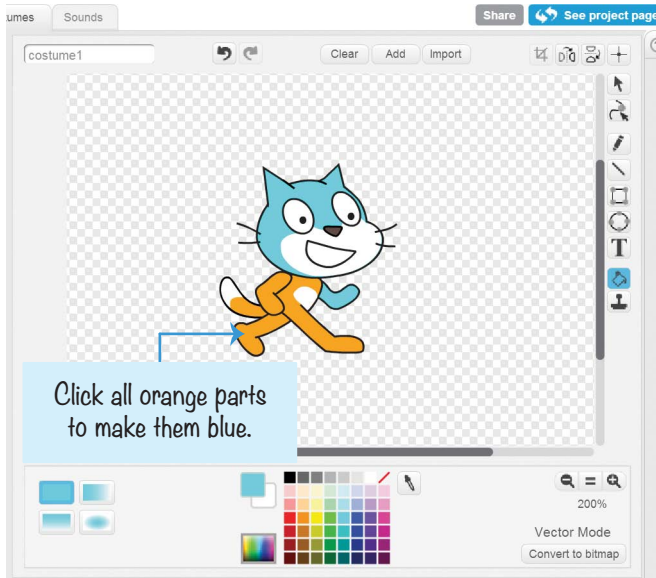 umes
Sounds
Share
See project page
costume1
Clear
Add
Import
T
Click all orange parts
to make them blue.
200%
Vector Mode
Convert to bitmap